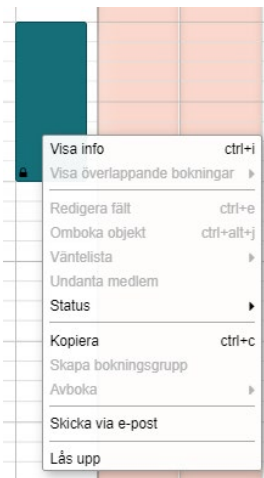 Visa info ctrl+i
Visa överlappande bokningar
Redigera fält ctrl+e
Omboka objekt ctrl+alt+j
Väntelista
Undanta medlem
Status
Kopiera ctrl+c
Skapa bokningsgrupp
Avboka
Skicka via e-post
Lås upp